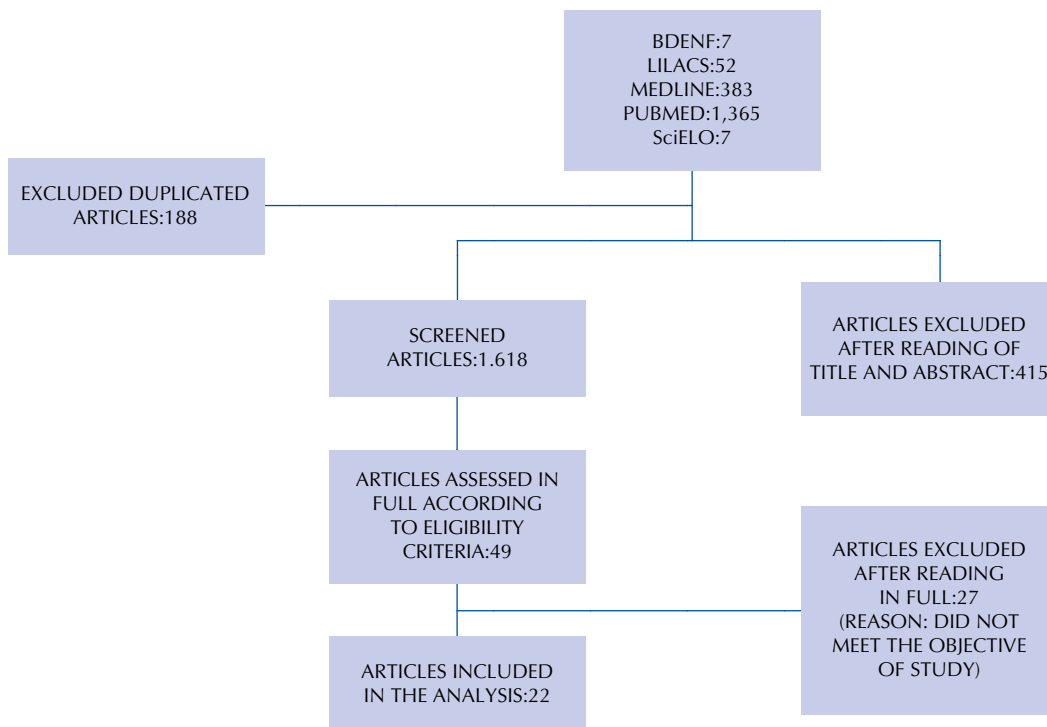 BDENF:7
LILACS:52
MEDLINE:383
PUBMED:1,365
SciELO:7
EXCLUDED DUPLICATED
ARTICLES:188
SCREENED
ARTICLES:1.618
ARTICLES EXCLUDED
AFTER READING OF
TITLE AND ABSTRACT:415
ARTICLES ASSESSED IN
FULL ACCORDING
TO ELIGIBILITY
CRITERIA:49
ARTICLES EXCLUDED
AFTER READING
IN FULL:27
(REASON: DID NOT
MEET THE OBJECTIVE
OF STUDY)
ARTICLES INCLUDED
IN THE ANALYSIS:22